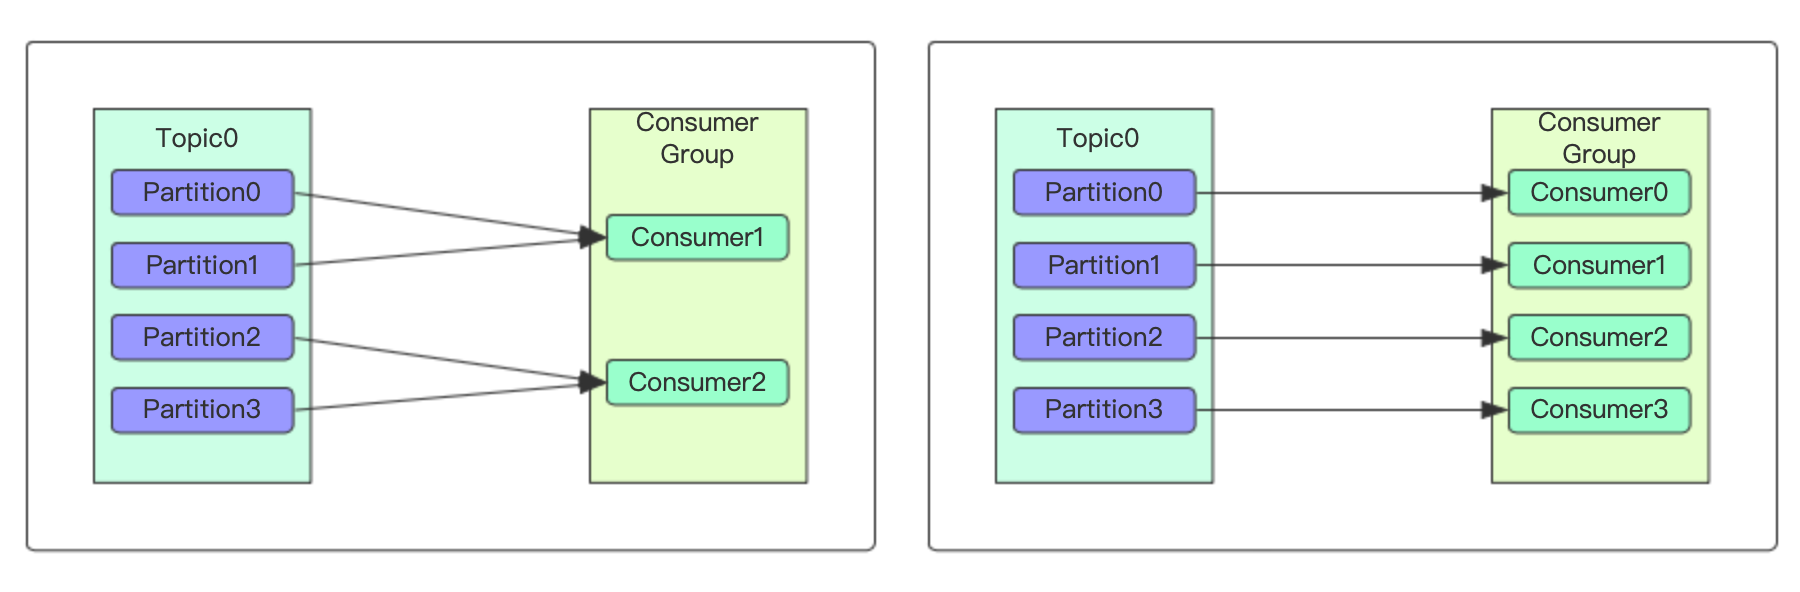 Topic0
Partition0
Partition1
Partition2
Partition3
Consumer
Group
Consumer1
Consumer2
Topic0
Partition0
Partition1
Partition2
Partition3
Consumer
Group
Consumer0
Consumer1
Consumer2
Consumer3